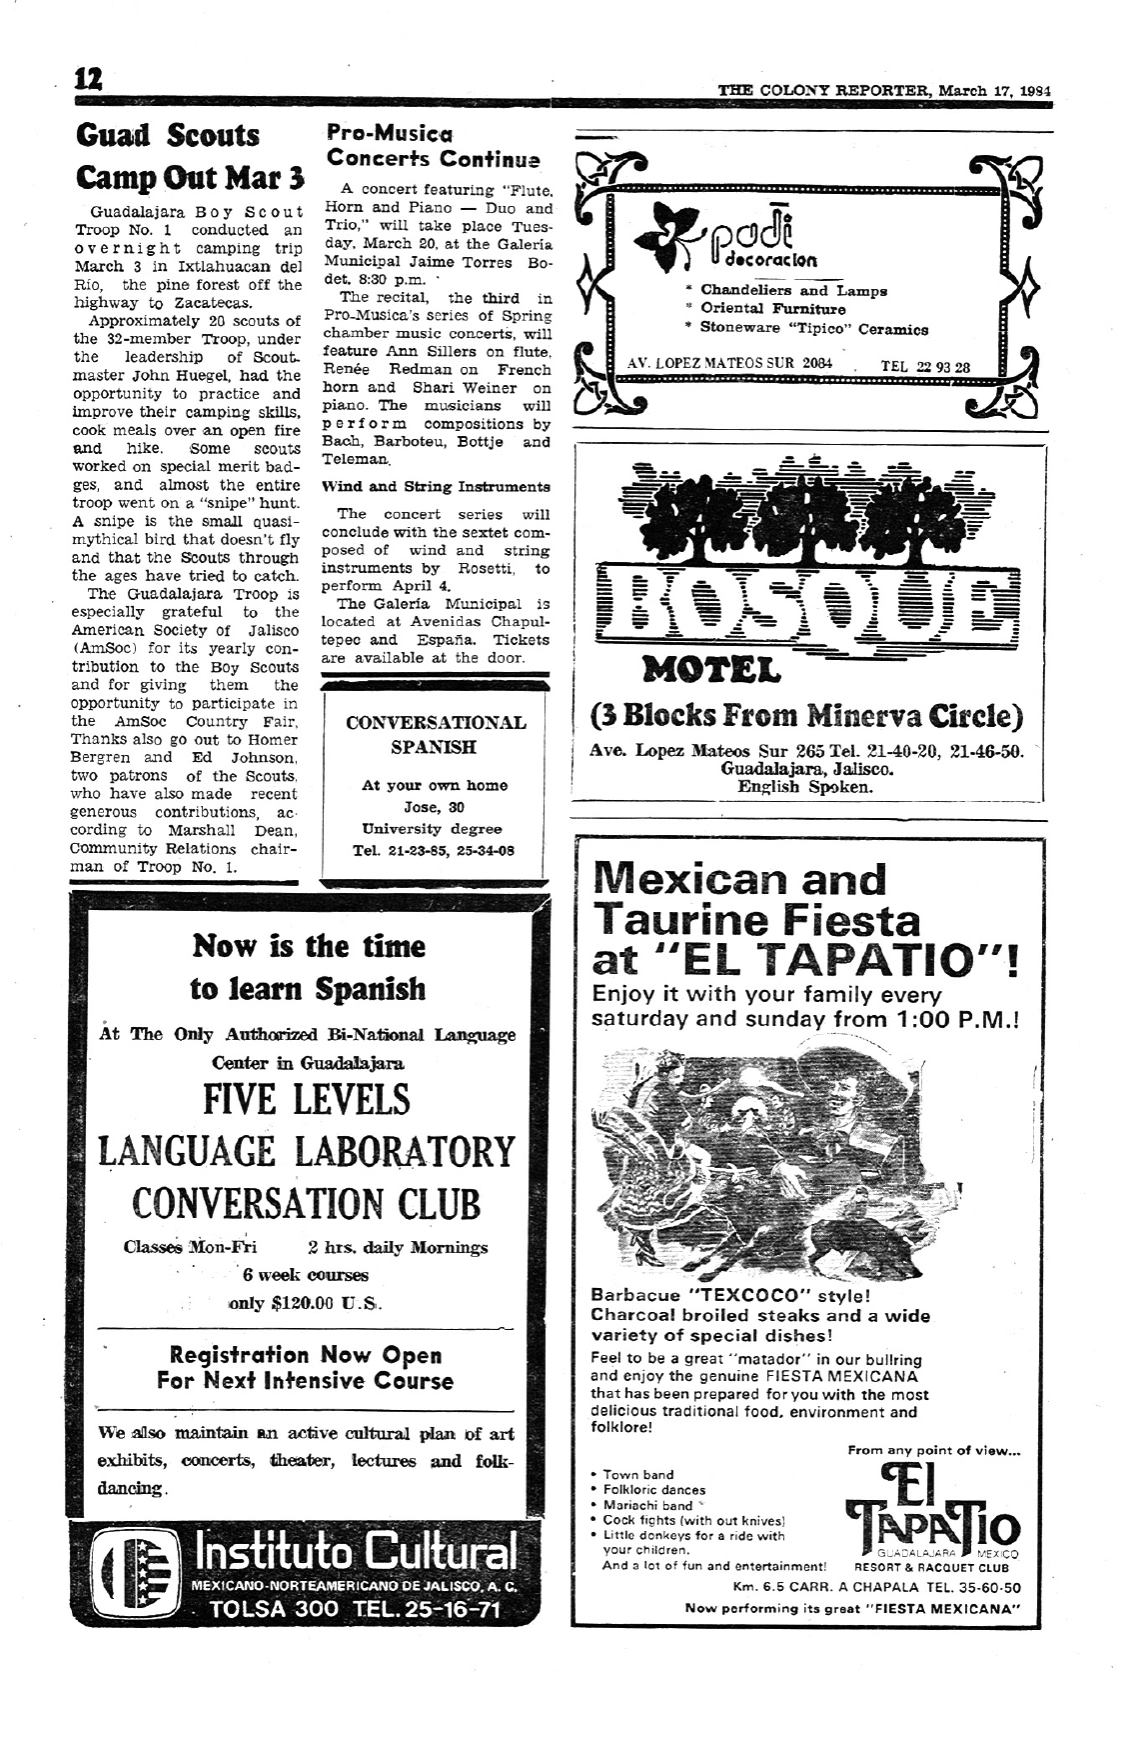 12
THE COLONY REPORTER, March 17, 1984
Guad Scouts
Camp Out Mar 3
Guadalajara Boy Scout
Troop No. 1 conducted an
overnight camping trip
March 3 in Ixtlahuacan del
Río, the pine forest off the
highway to Zacatecas.
Approximately 20 scouts of
the 32-member Troop, under
the leadership of Scout-
master John Huegel, had the
opportunity to practice and
improve their camping skills,
cook meals over an open fire
and hike. Some scouts
worked on special merit bad-
ges, and almost the entire
troop went on a "snipe" hunt.
A snipe is the small quasi-
mythical bird that doesn't fly
and that the Scouts through
the ages have tried to catch.
The Guadalajara Troop is
especially grateful to the
American Society of Jalisco
(AmSoc) for its yearly con-
tribution to the Boy Scouts
and for giving them the
opportunity to participate in
the AmSoc Country Fair.
Thanks also go out to Homer
Bergren and Ed Johnson,
two patrons of the Scouts,
who have also made recent
generous contributions, ac-
cording to Marshall Dean,
Community Relations chair-
man of Troop No. 1.
Pro-Musica
Concerts Continue
A concert featuring "Flute,
Horn and Piano — Duo and
Trio," will take place Tues-
day, March 20, at the Galería
Municipal Jaime Torres Bo-
det, 8:30 p.m.
The recital, the third in
Pro-Musica's series of Spring
chamber music concerts, will
feature Ann Sillers on flute,
Renée Redman on French
horn and Shari Weiner on
piano. The musicians will
perform compositions by
Bach, Barboteu, Bottje and
Teleman.
Wind and String Instruments
The concert series will
conclude with the sextet com-
posed of wind and string
instruments by Rosetti, to
perform April 4.
The Galería Municipal is
located at Avenidas Chapul-
tepec and España. Tickets
are available at the door.
CONVERSATIONAL
SPANISH
At your own home
Jose, 30
University degree
Tel. 21-23-85, 25-34-08
Now is the time
to learn Spanish
At The Only Authorized Bi-National Language
Center in Guadalajara
FIVE LEVELS
LANGUAGE LABORATORY
CONVERSATION CLUB
Classes Mon-Fri 2 hrs. daily Mornings
6 week courses
only $120.00 U.S.
Registration Now Open
For Next Intensive Course
We also maintain an active cultural plan of art
exhibits, concerts, theater, lectures and folk-
dancing.
Instituto Cultural
MEXICANO-NORTEAMERICANO DE JALISCO, A. C.
TOLSA 300 TEL. 25-16-71
padi
decoracion
* Chandeliers and Lamps
* Oriental Furniture
* Stoneware "Tipico" Ceramics
AV. LOPEZ MATEOS SUR 2084 TEL 22 93 28
BOSQUE
MOTEL
(3 Blocks From Minerva Circle)
Ave. Lopez Mateos Sur 265 Tel. 21-40-20, 21-46-50.
Guadalajara, Jalisco.
English Spoken.
Mexican and
Taurine Fiesta
at "EL TAPATIO"!
Enjoy it with your family every
saturday and sunday from 1:00 P.M.!
Barbacue "TEXCOCO" style!
Charcoal broiled steaks and a wide
variety of special dishes!
Feel to be a great "matador" in our bullring
and enjoy the genuine FIESTA MEXICANA
that has been prepared for you with the most
delicious traditional food, environment and
folklore!
From any point of view...
• Town band
• Folkloric dances
• Mariachi band
• Cock fights (with out knives)
• Little donkeys for a ride with
your children.
And a lot of fun and entertainment!
El
TAPATIO
GUADALAJARA MEXICO
RESORT & RACQUET CLUB
Km. 6.5 CARR. A CHAPALA TEL. 35-60-50
Now performing its great "FIESTA MEXICANA"